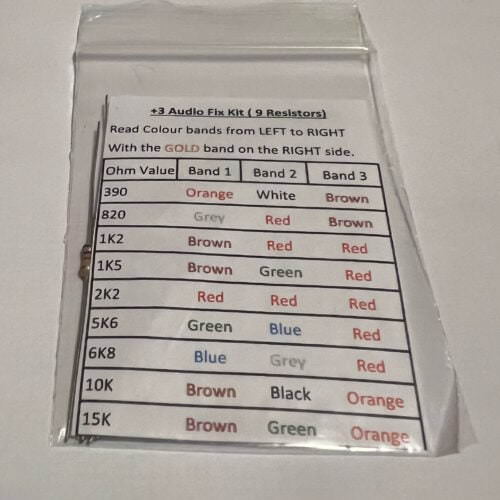 +3 Audio Fix Kit ( 9 Resistors)
Read Colour bands from LEFT to RIGHT
With the GOLD band on the RIGHT side.
Ohm Value Band 1 Band 2 Band 3
390 Orange White Brown
820 Grey Red Brown
1K2 Brown Red Red
1K5 Brown Green Red
2K2 Red Red Red
5K6 Green Blue Red
6K8 Blue Grey Red
10K Brown Black Orange
15K Brown Green Orange